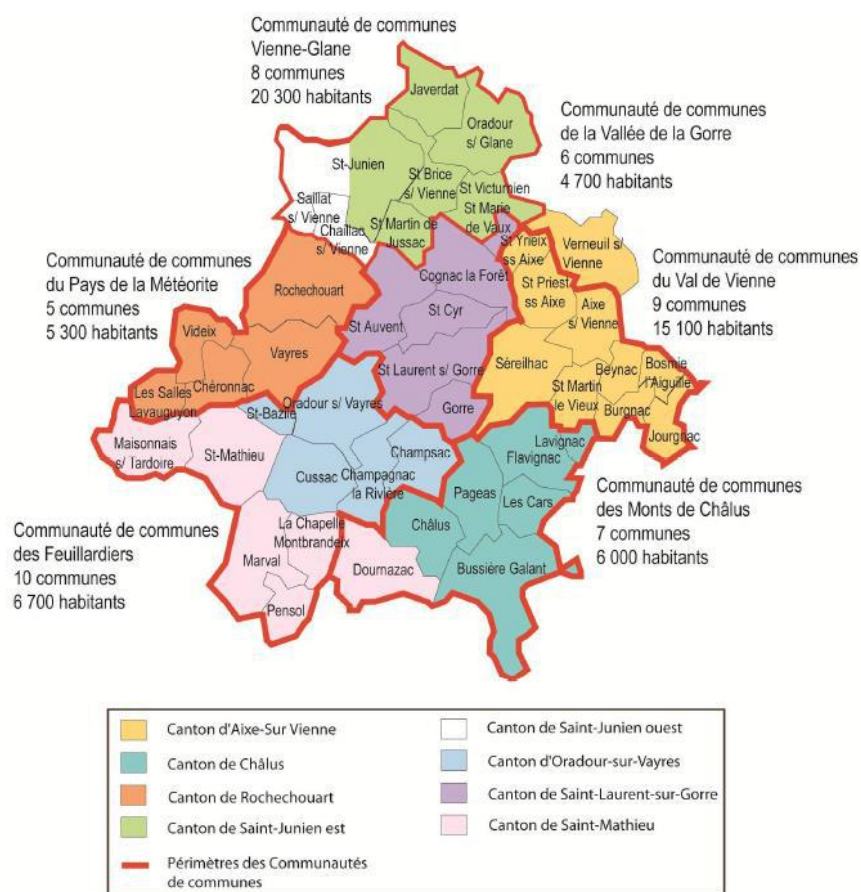 Communauté de communes
Vienne-Glane
8 communes
20 300 habitants
Communauté de communes
de la Vallée de la Gorre
6 communes
4 700 habitants
Communauté de communes
du Val de Vienne
9 communes
15 100 habitants
Communauté de communes
du Pays de la Météorite
5 communes
5 300 habitants
Communauté de communes
des Monts de Châlus
7 communes
6 000 habitants
Communauté de communes
des Feuillardiers
10 communes
6 700 habitants
Javerdat
Oradour
s/ Glane
St-Junien
St Brice
s/ Vienne
St Victurnien
St Marie
de Vaux
Saillat
s/ Vienne
Chaillac
s/ Vienne
St Martin de
Jussac
St Yrieix
ss Aixe
Verneuil s/
Vienne
Cognac la Forêt
St Priest
ss Aixe
Aixe
s/ Vienne
Rochechouart
St Cyr
St Auvent
Videix
Vayres
Séreilhac
Beynac
Bosmie
l'Aiguille
St Laurent s/ Gorre
Chéronnac
Les Salles
Lavauguyon
St Martin
le Vieux
Burgnac
Gorre
Oradour s/ Vayres
St-Bazile
Jourgnac
Maisonnais
s/ Tardoire
St-Mathieu
Champsac
Lavignac
Flavignac
Cussac
Champagnac
la Rivière
Pageas
Les Cars
La Chapelle
Montbrandeix
Châlus
Marval
Dournazac
Bussière Galant
Pensol
Canton d'Aixe-Sur Vienne
Canton de Châlus
Canton de Rochechouart
Canton de Saint-Junien est
Périmètres des Communautés
de communes
Canton de Saint-Junien ouest
Canton d'Oradour-sur-Vayres
Canton de Saint-Laurent-sur-Gorre
Canton de Saint-Mathieu